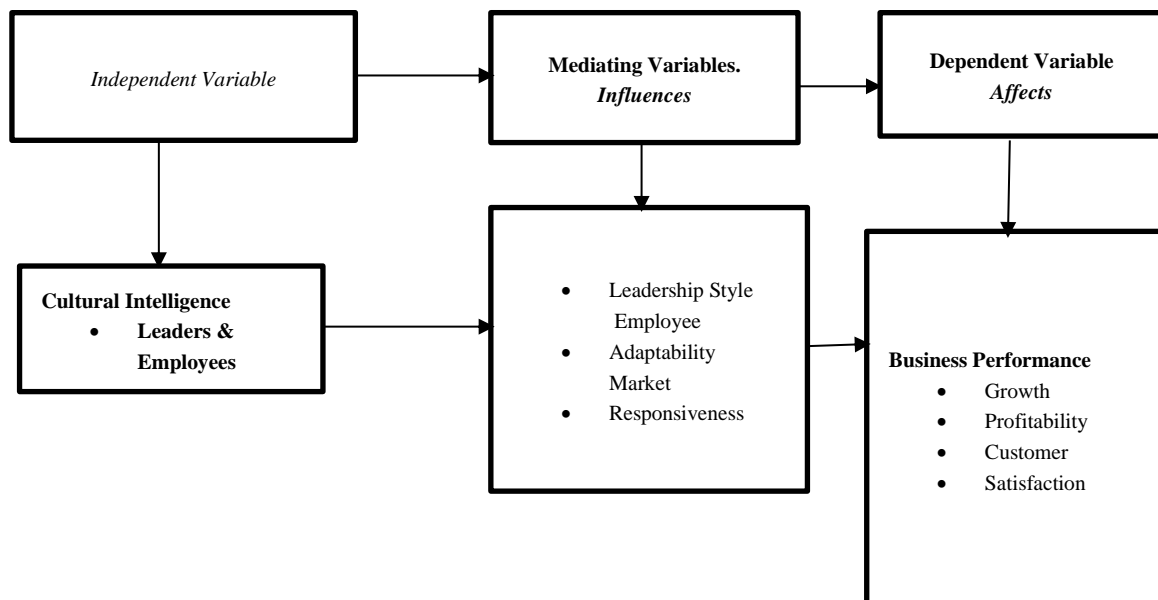 Independent Variable
Mediating Variables.
Influences
Dependent Variable
Affects
Cultural Intelligence
• Leaders &
Employees
• Leadership Style
Employee
• Adaptability
Market
• Responsiveness
Business Performance
• Growth
• Profitability
• Customer
• Satisfaction